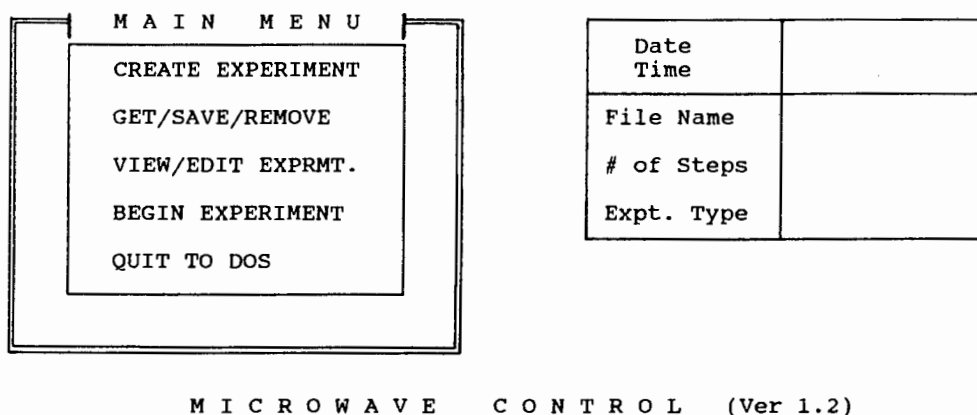 M A I N   M E N U
CREATE EXPERIMENT
GET/SAVE/REMOVE
VIEW/EDIT EXPRMT.
BEGIN EXPERIMENT
QUIT TO DOS
Date
Time
File Name
# of Steps
Expt. Type
M I C R O W A V E   C O N T R O L   (Ver 1.2)